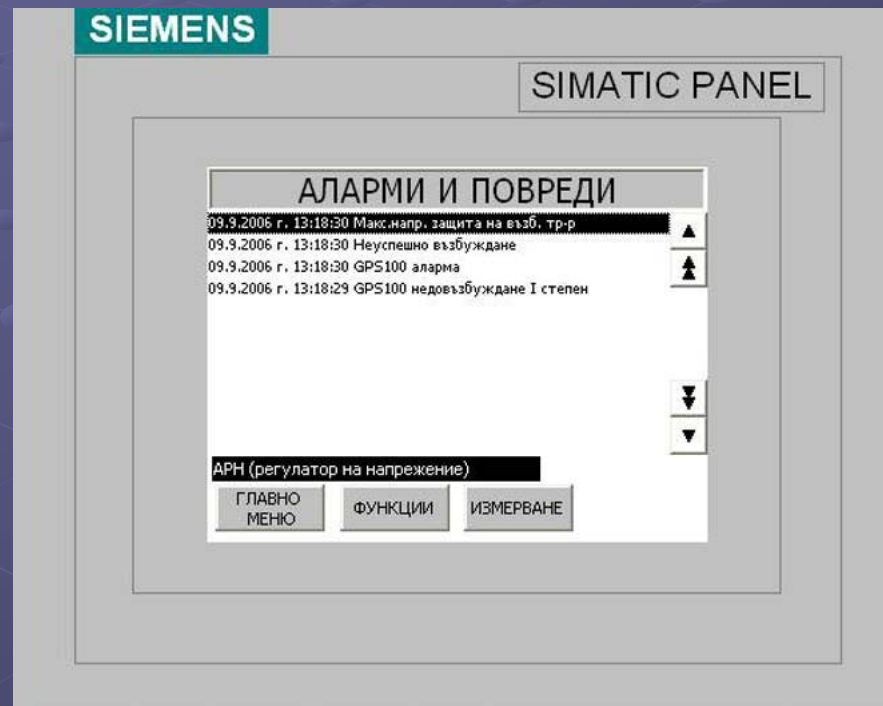 SIEMENS
SIMATIC PANEL
АЛАРМИ И ПОВРЕДИ
09.9.2006 г. 13:18:30 Макс.напр. защита на възб. тр-р
09.9.2006 г. 13:18:30 Неуспешно възбуждане
09.9.2006 г. 13:18:30 GPS100 аларма
09.9.2006 г. 13:18:29 GPS100 недовъзбуждане I степен
АРН (регулатор на напрежение)
ГЛАВНО
МЕНЮ
ФУНКЦИИ
ИЗМЕРВАНЕ